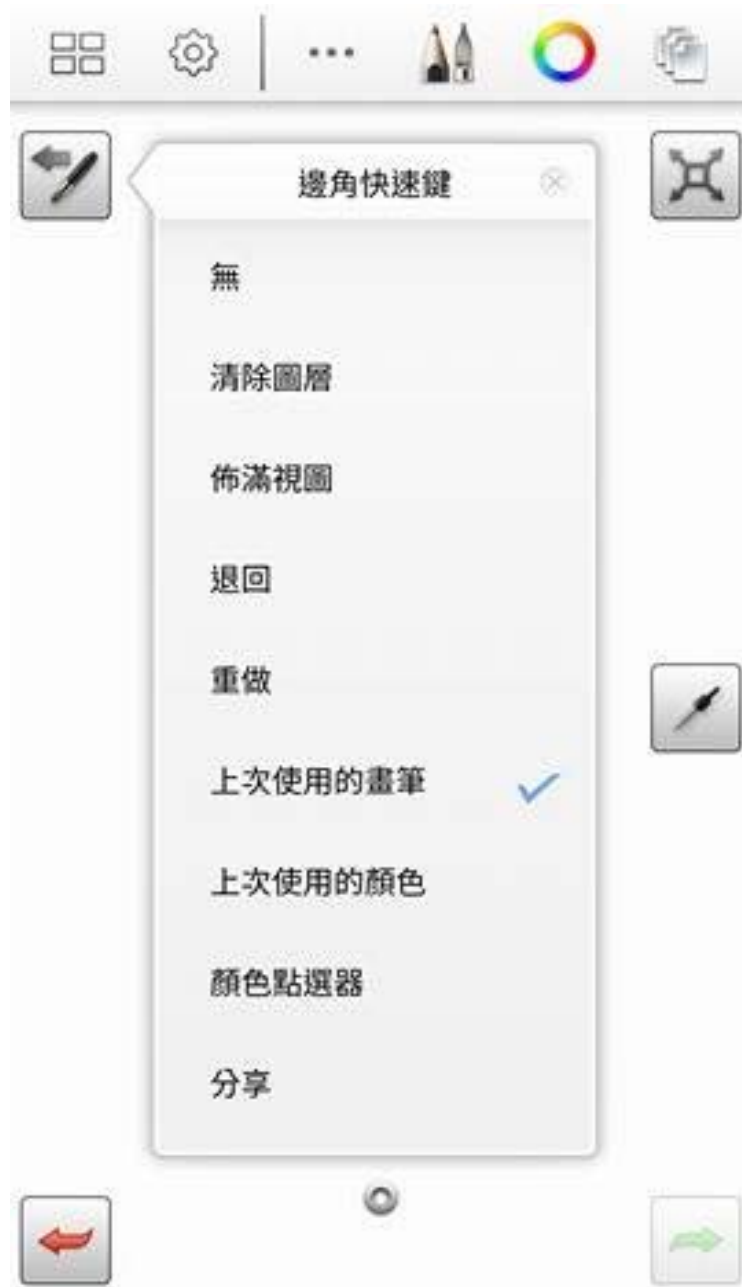 邊角快速鍵
無
清除圖層
佈滿視圖
退回
重做
上次使用的畫筆
上次使用的顏色
顏色點選器
分享